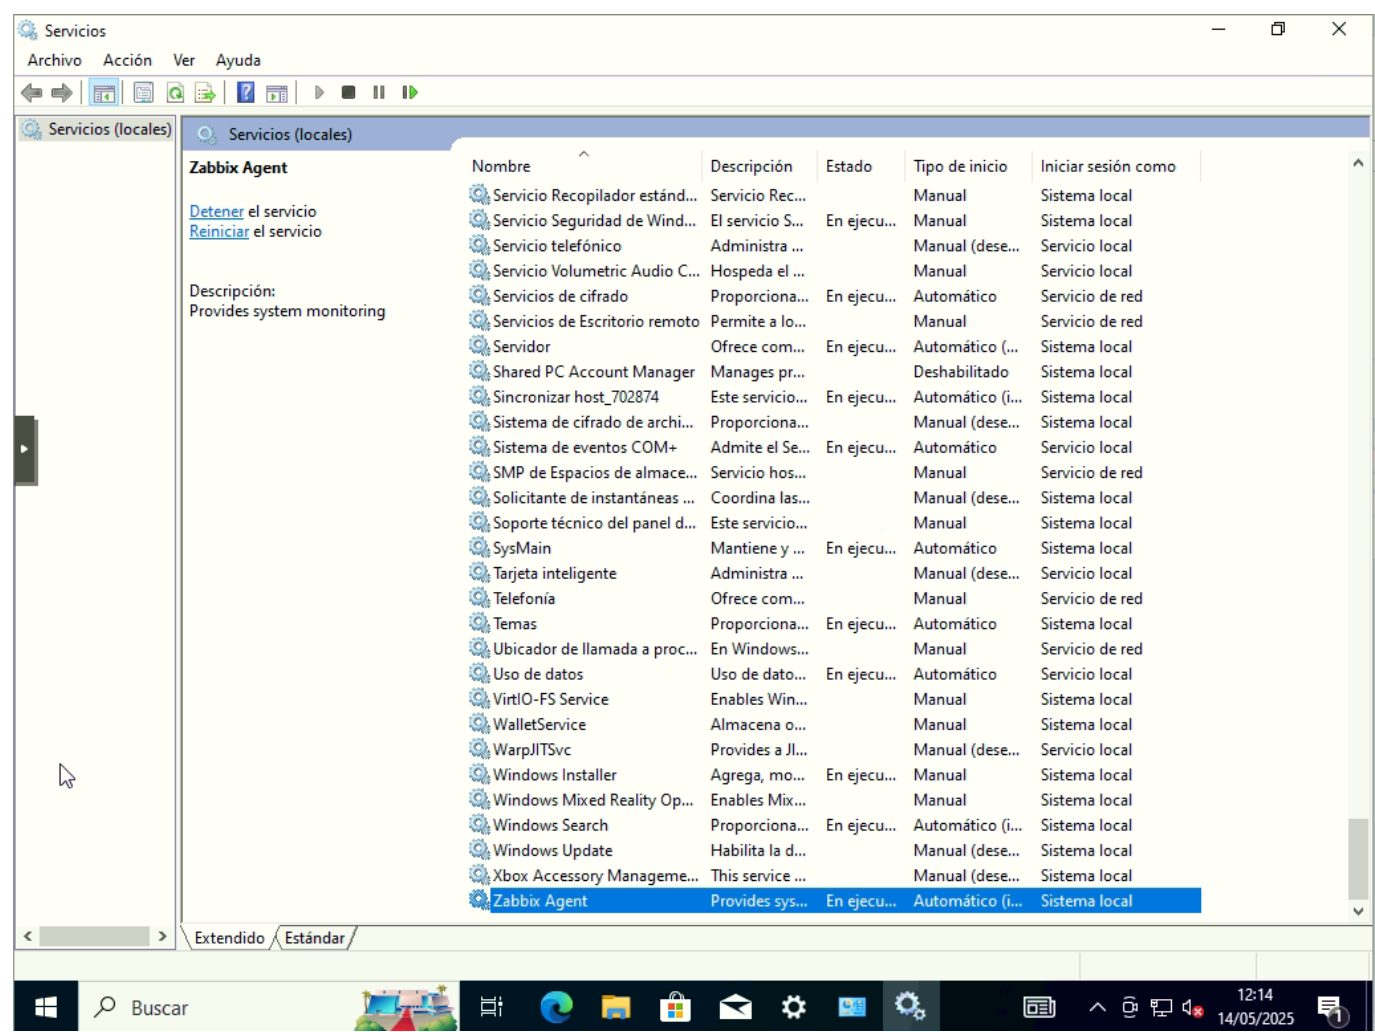 Servicios
Archivo Acción Ver Ayuda
Servicios (locales)
Servicios (locales)
Zabbix Agent
Detener el servicio
Reiniciar el servicio
Descripción:
Provides system monitoring
Nombre Descripción Estado Tipo de inicio Iniciar sesión como
Servicio Recopilador estánd... Servicio Rec... Manual Sistema local
Servicio Seguridad de Wind... El servicio S... En ejecu... Manual Sistema local
Servicio telefónico Administra ... Manual (dese... Servicio local
Servicio Volumetric Audio C... Hospeda el ... Manual Servicio local
Servicios de cifrado Proporciona... En ejecu... Automático Servicio de red
Servicios de Escritorio remoto Permite a lo... Manual Servicio de red
Servidor Ofrece com... En ejecu... Automático (... Sistema local
Shared PC Account Manager Manages pr... Deshabilitado Sistema local
Sincronizar host_702874 Este servicio... En ejecu... Automático (i... Sistema local
Sistema de cifrado de archi... Proporciona... Manual (dese... Sistema local
Sistema de eventos COM+ Admite el Se... En ejecu... Automático Servicio local
SMP de Espacios de almace... Servicio hos... Manual Servicio de red
Solicitante de instantáneas ... Coordina las... Manual (dese... Sistema local
Soporte técnico del panel d... Este servicio... Manual Sistema local
SysMain Mantiene y ... En ejecu... Automático Sistema local
Tarjeta inteligente Administra ... Manual (dese... Servicio local
Telefonía Ofrece com... Manual Servicio de red
Temas Proporciona... En ejecu... Automático Sistema local
Ubicador de llamada a proc... En Windows... Manual Servicio de red
Uso de datos Uso de dato... En ejecu... Automático Servicio local
VirtIO-FS Service Enables Win... Manual Sistema local
WalletService Almacena o... Manual Sistema local
WarpJITSvc Provides a JI... Manual (dese... Servicio local
Windows Installer Agrega, mo... En ejecu... Manual Sistema local
Windows Mixed Reality Op... Enables Mix... Manual Sistema local
Windows Search Proporciona... En ejecu... Automático (i... Sistema local
Windows Update Habilita la d... Manual (dese... Sistema local
Xbox Accessory Manageme... This service ... Manual (dese... Sistema local
Zabbix Agent Provides sys... En ejecu... Automático (i... Sistema local
Extendido Estándar
Buscar
12:14
14/05/2025
1